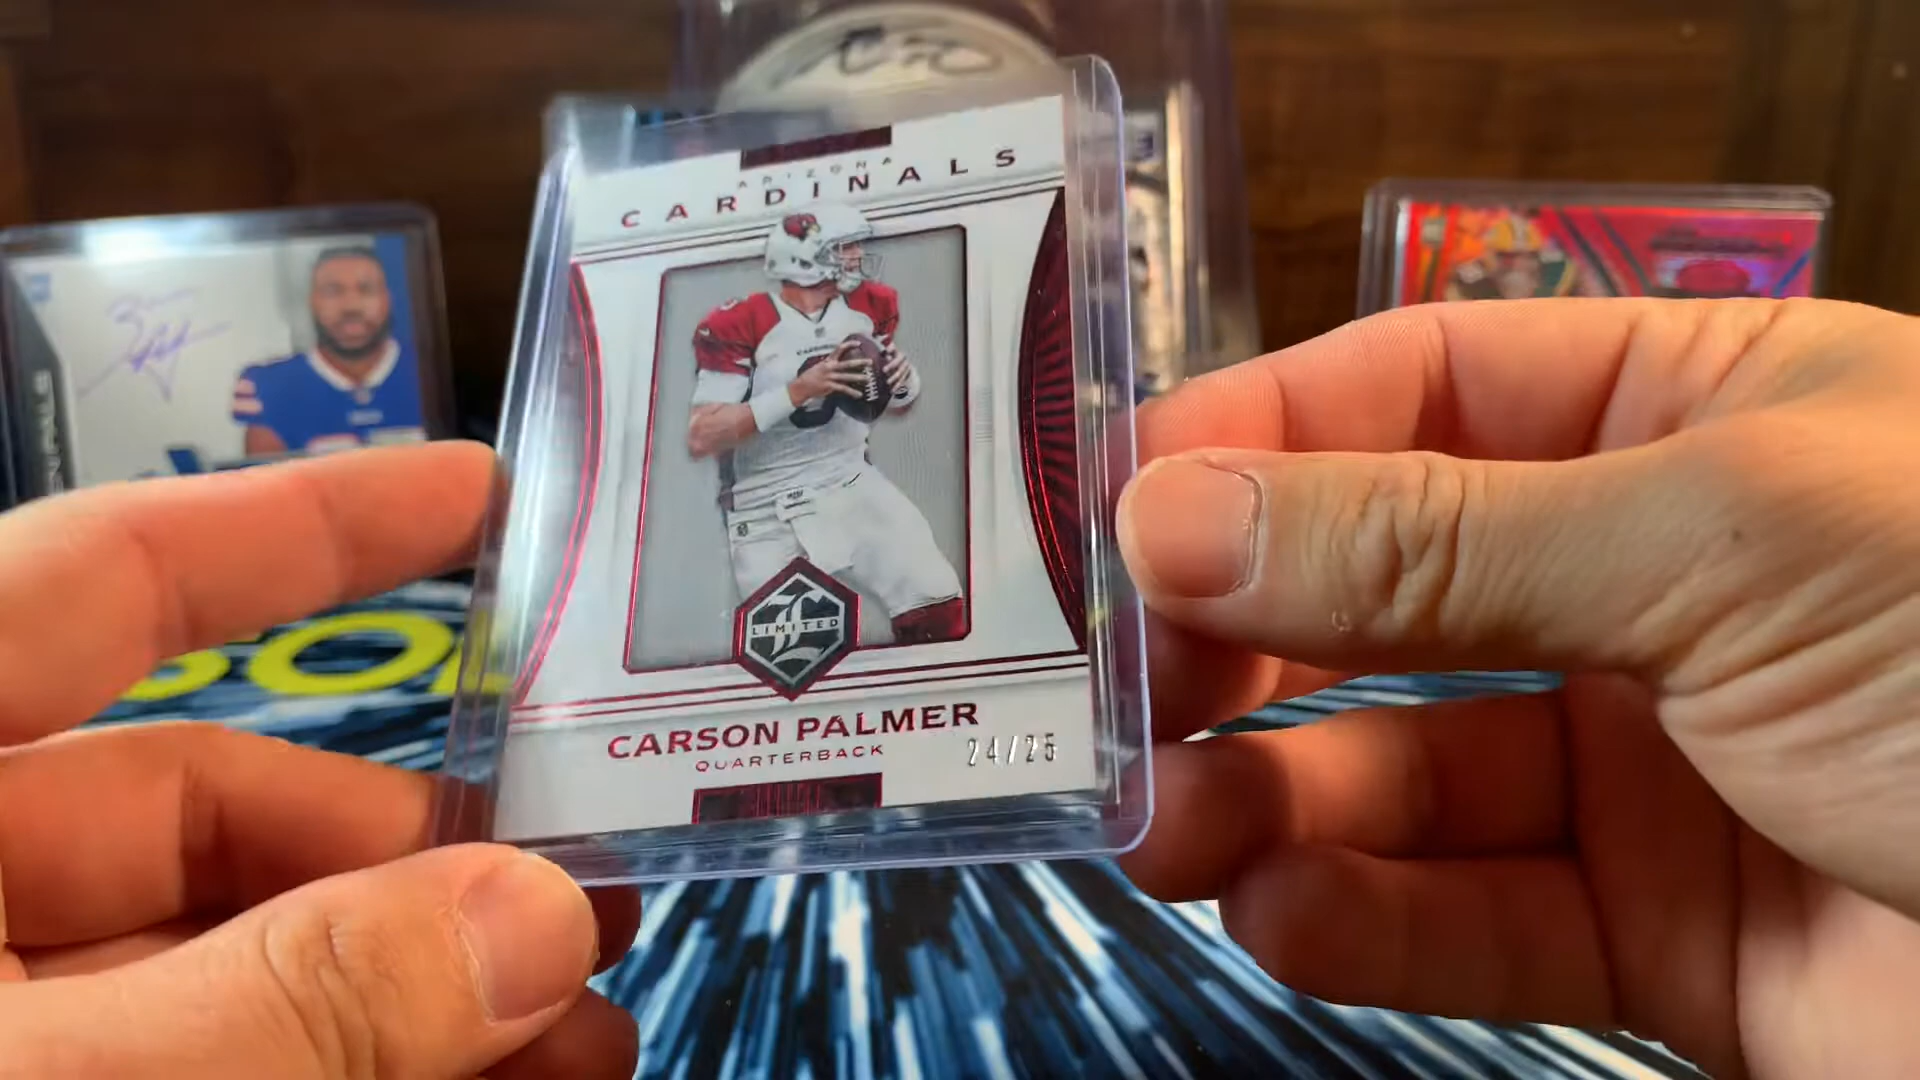 ARIZONA
CARDINALS
LIMITED
CARSON PALMER
QUARTERBACK
24/25